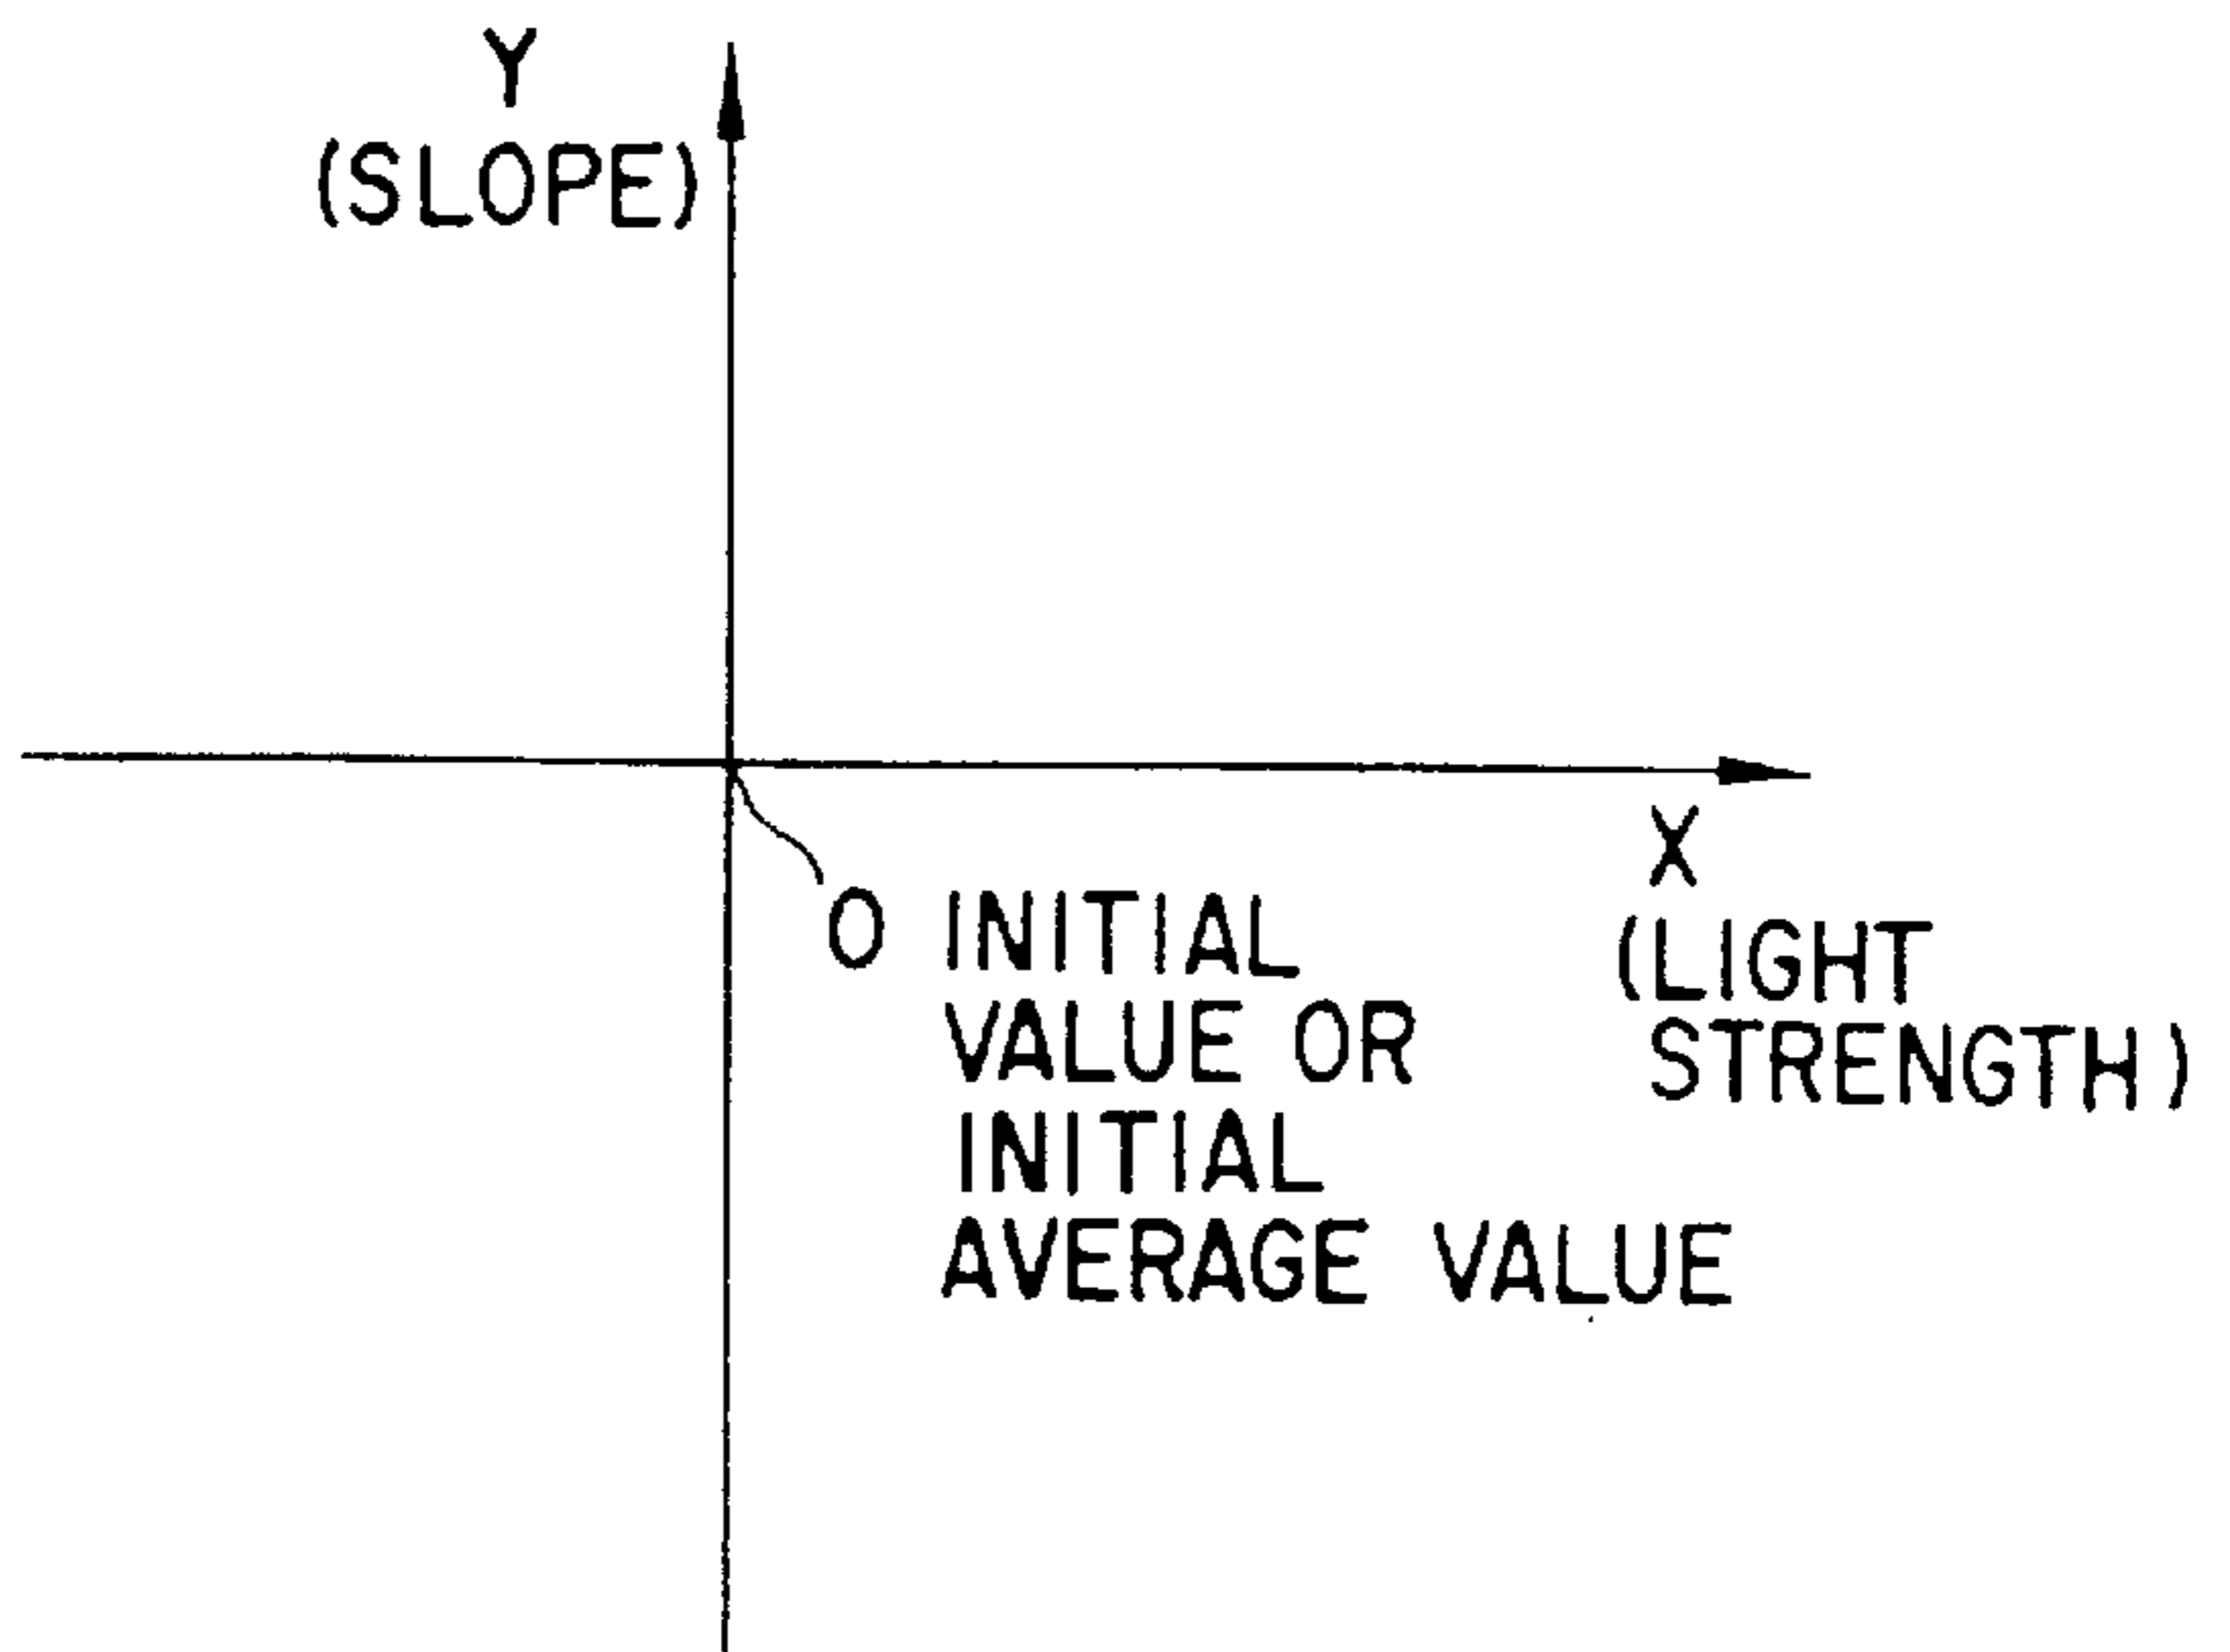 Y
(SLOPE)
X
(LIGHT
STRENGTH)
O INITIAL
VALUE OR
INITIAL
AVERAGE VALUE